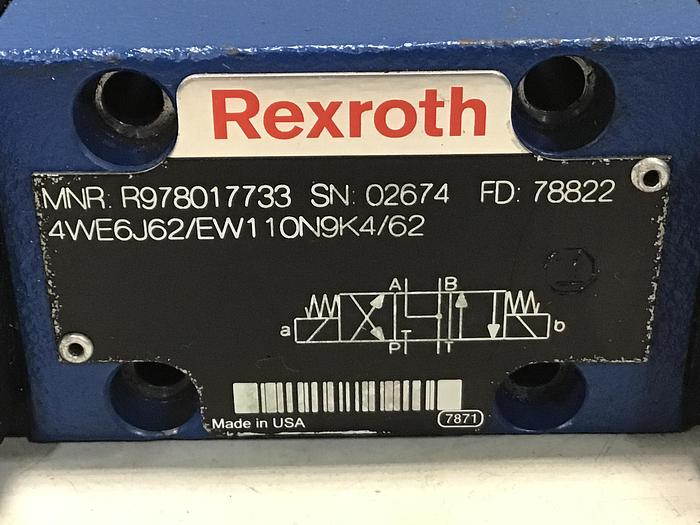 Rexroth
MNR: R978017733 SN: 02674 FD: 78822
4WE6J62/EW110N9K4/62
A B
a b
P T
Made in USA
7871